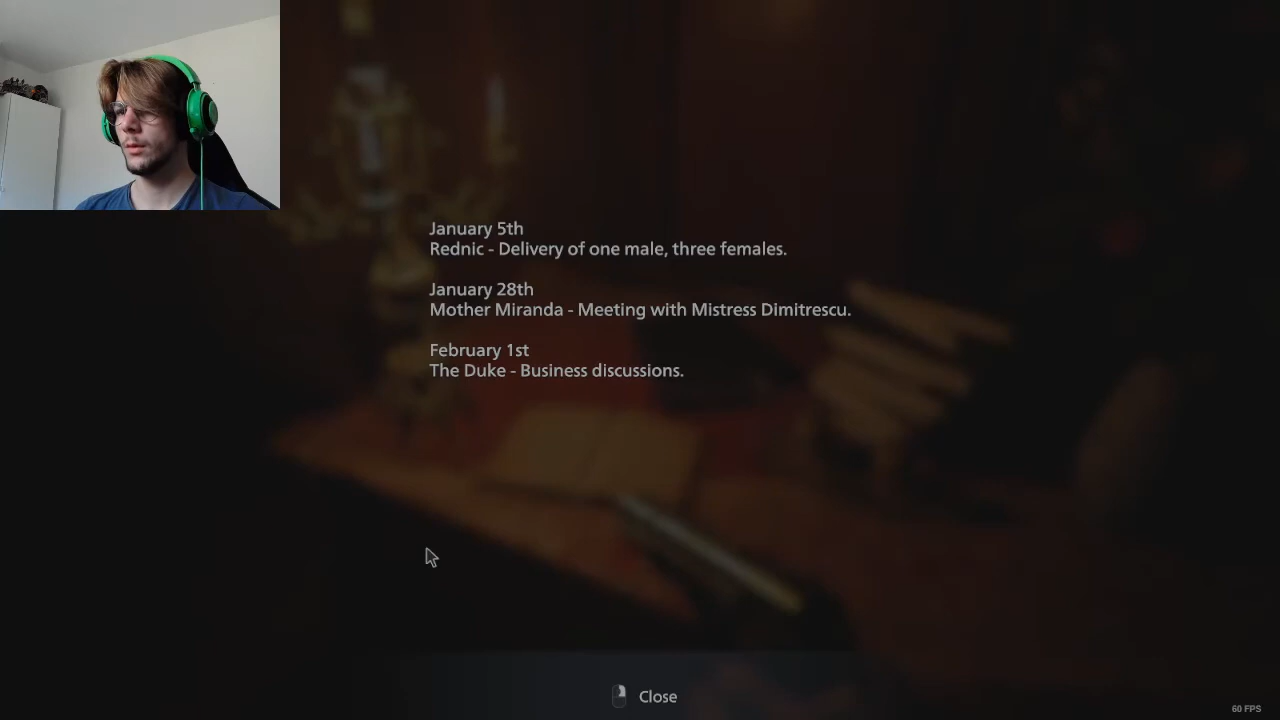 January 5th
Rednic - Delivery of one male, three females.
January 28th
Mother Miranda - Meeting with Mistress Dimitrescu.
February 1st
The Duke - Business discussions.
Close
60 FPS